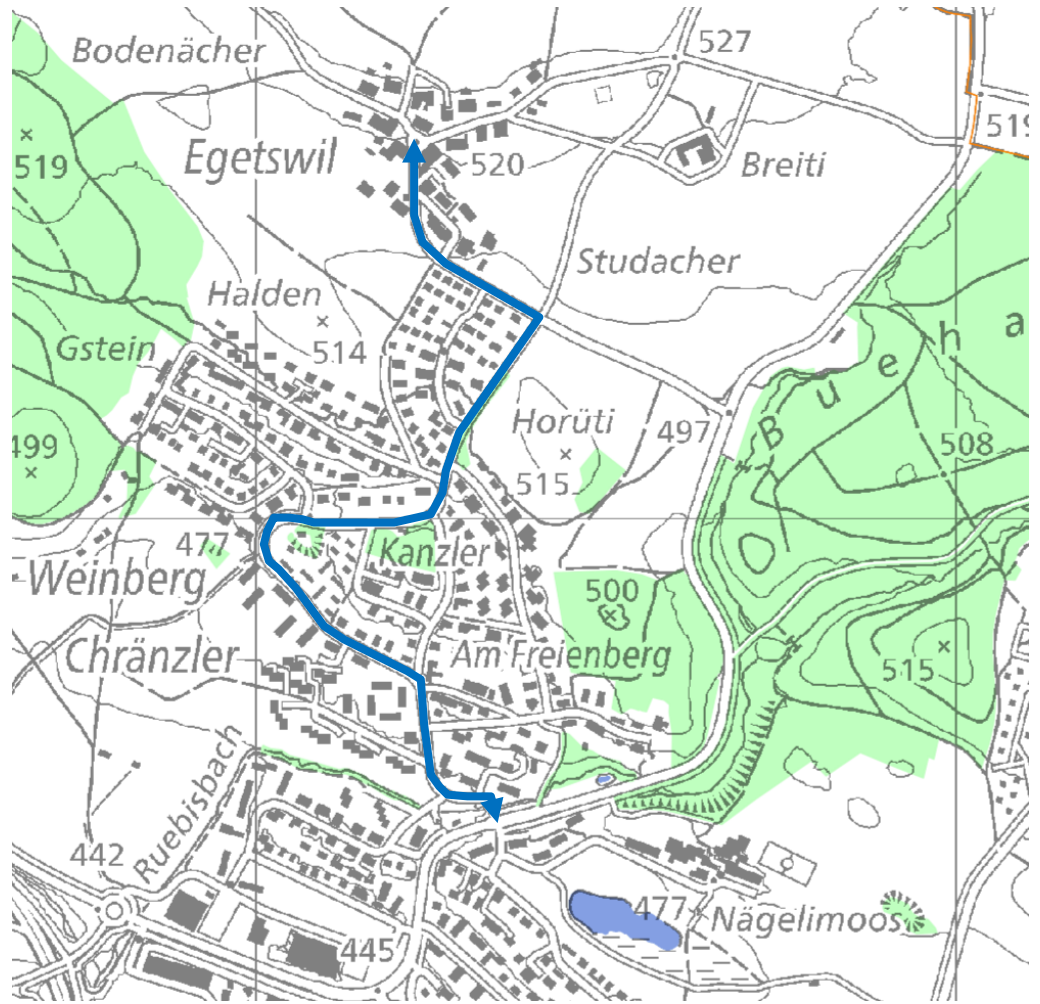 Bodenächer
527
519
519
Egetswil
520
Breiti
Studacher
Halden
514
Gstein
Bueha
Horüti
497
499
508
515
477
Kanzler
Weinberg
500
Chränzler
Am Freienberg
515
Ruebisbach
442
477
Nägelimoos
445